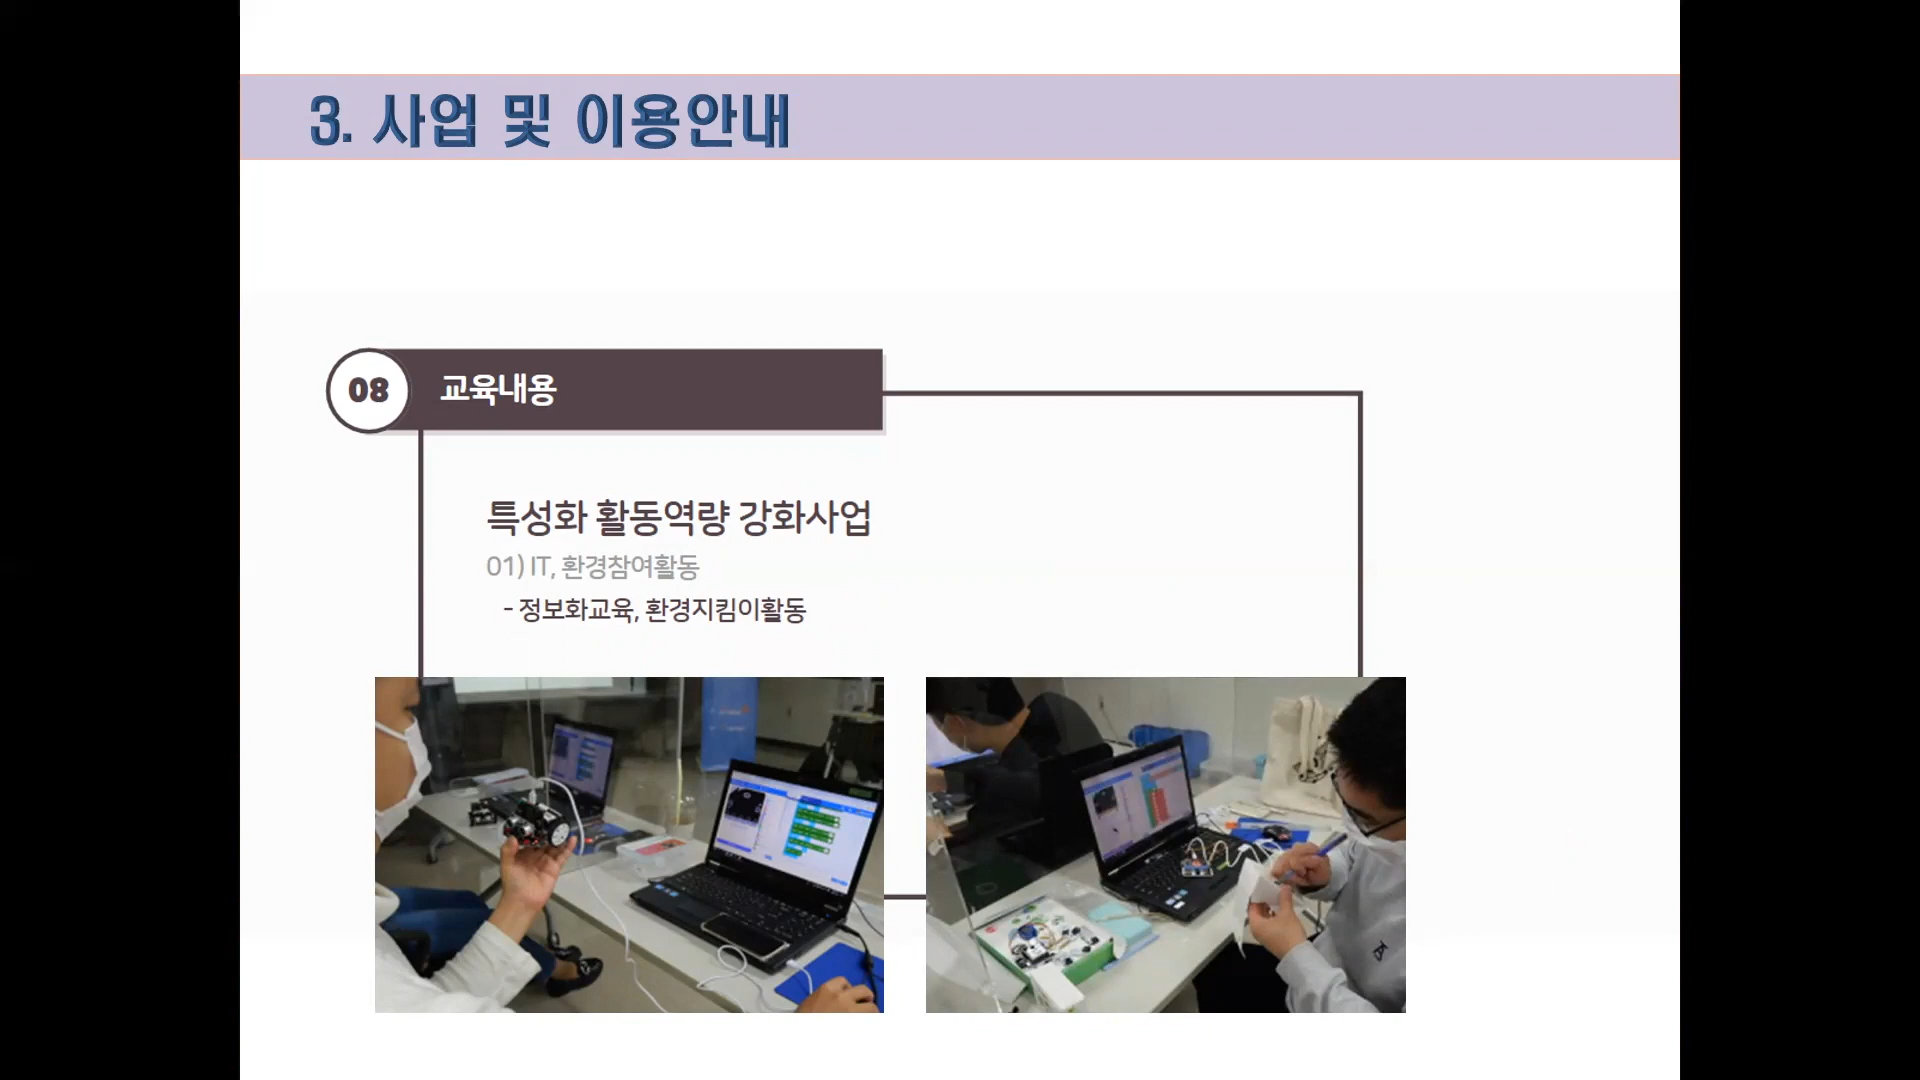 3. 사업 및 이용안내
08 교육내용
특성화 활동역량 강화사업
01) IT, 환경참여활동
- 정보화교육, 환경지킴이활동